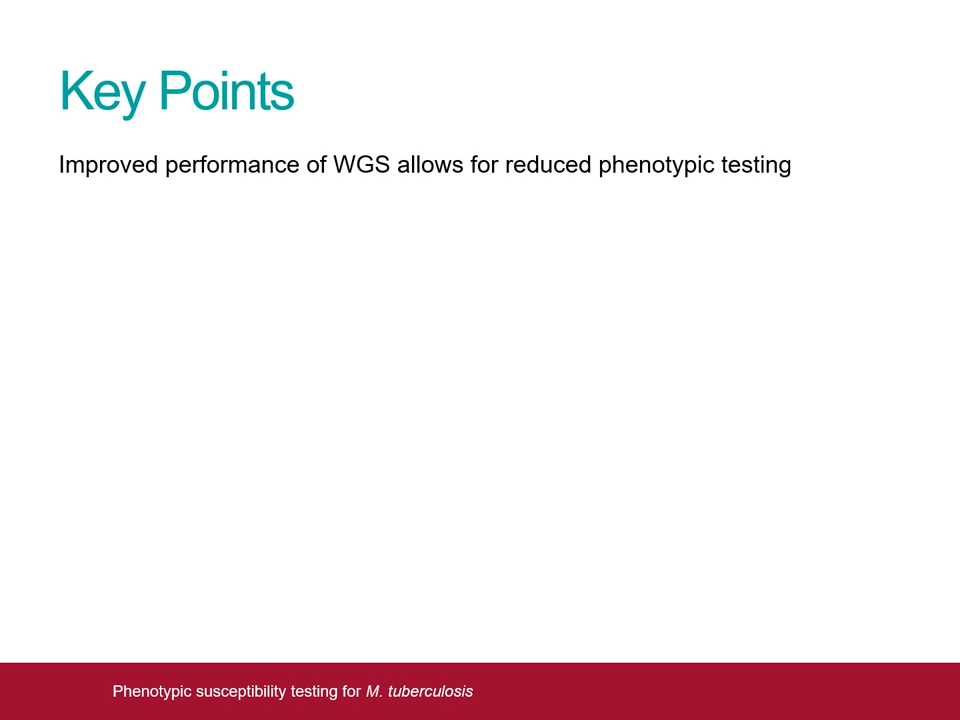 Key Points
Improved performance of WGS allows for reduced phenotypic testing
Phenotypic susceptibility testing for M. tuberculosis